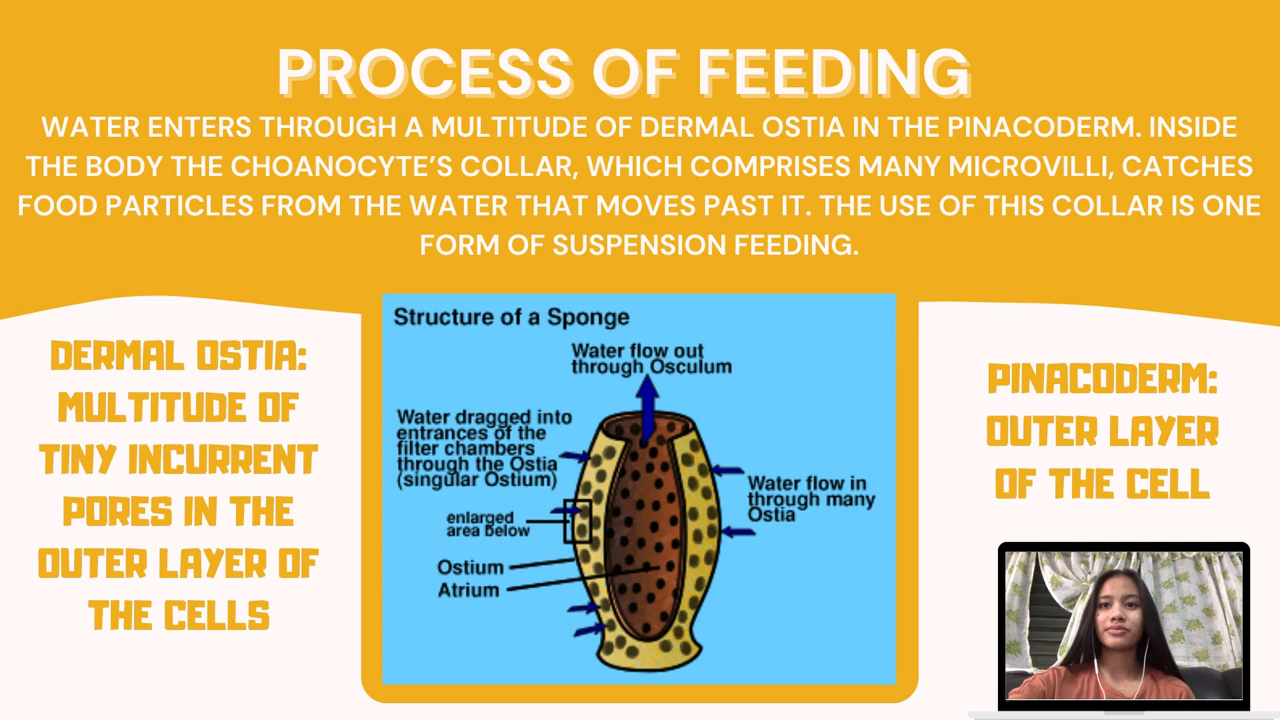 PROCESS OF FEEDING
WATER ENTERS THROUGH A MULTITUDE OF DERMAL OSTIA IN THE PINACODERM. INSIDE
THE BODY THE CHOANOCYTE'S COLLAR, WHICH COMPRISES MANY MICROVILLI, CATCHES
FOOD PARTICLES FROM THE WATER THAT MOVES PAST IT. THE USE OF THIS COLLAR IS ONE
FORM OF SUSPENSION FEEDING.
DERMAL OSTIA:
MULTITUDE OF
TINY INCURRENT
PORES IN THE
OUTER LAYER OF
THE CELLS
Structure of a Sponge
Water flow out
through Osculum
Water dragged into
entrances of the
filter chambers
through the Ostia
(singular Ostium)
enlarged
area below
Ostium
Atrium
Water flow in
through many
Ostia
PINACODERM:
OUTER LAYER
OF THE CELL